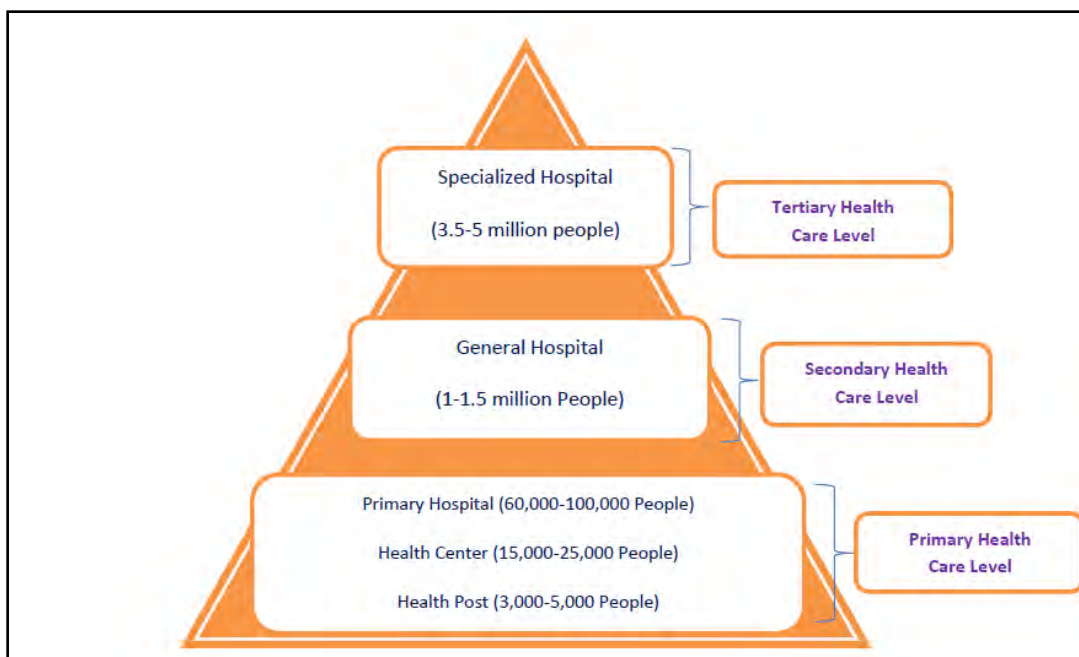 Specialized Hospital
(3.5-5 million people)
Tertiary Health
Care Level
General Hospital
(1-1.5 million People)
Secondary Health
Care Level
Primary Hospital (60,000-100,000 People)
Health Center (15,000-25,000 People)
Health Post (3,000-5,000 People)
Primary Health
Care Level